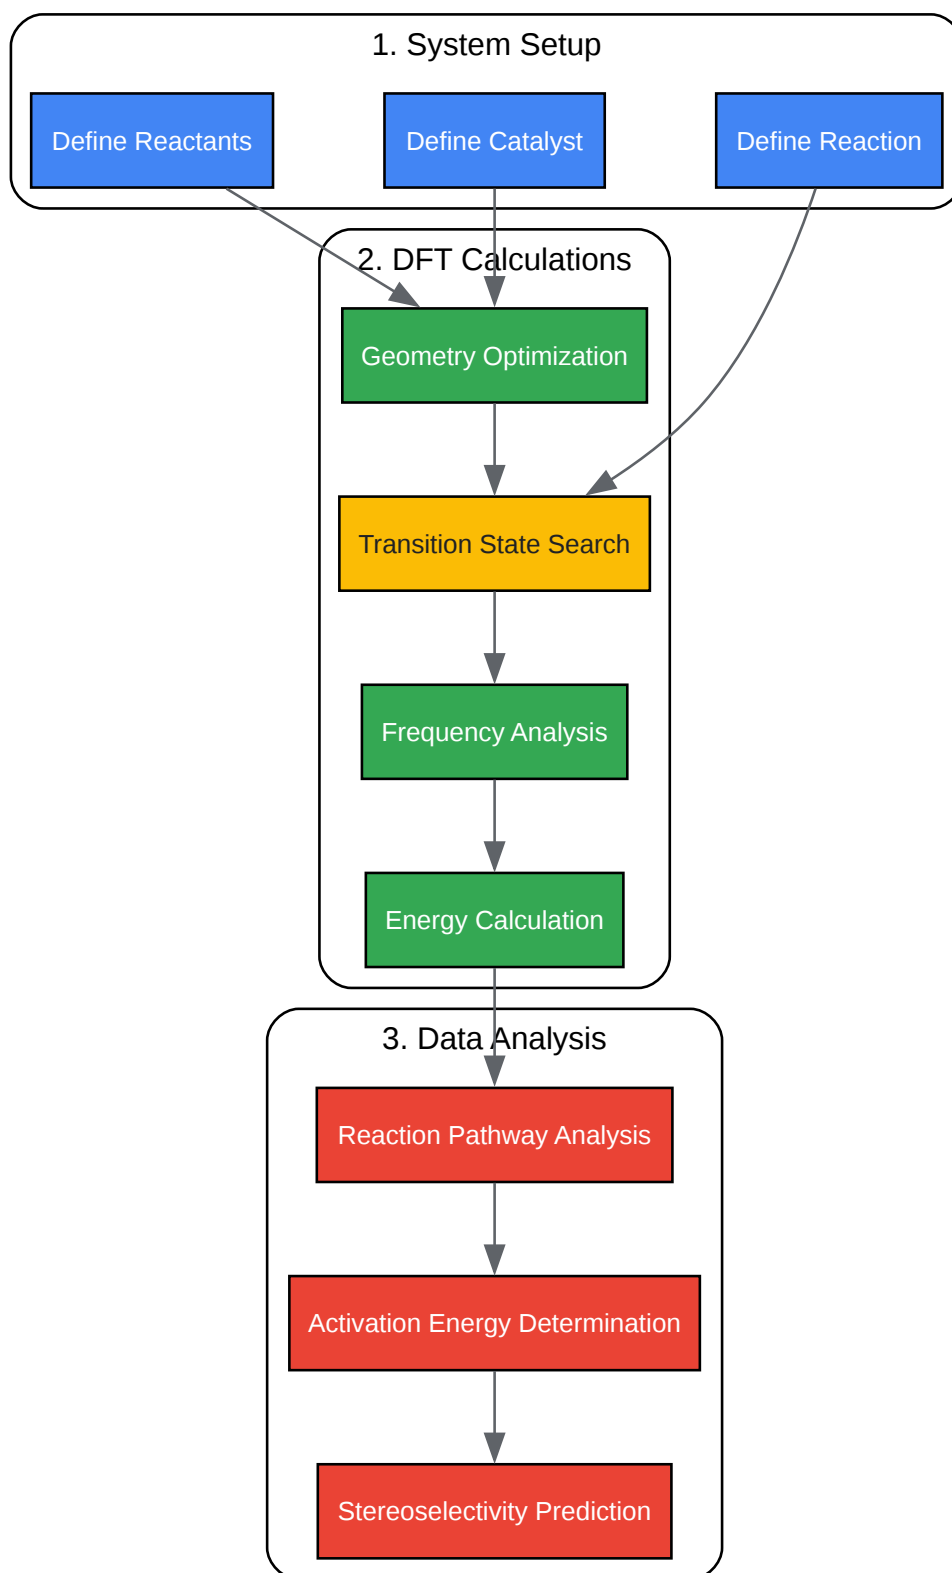 1. System Setup
Define Reactants
Define Catalyst
Define Reaction
2. DFT Calculations
Geometry Optimization
Transition State Search
Frequency Analysis
Energy Calculation
3. Data Analysis
Reaction Pathway Analysis
Activation Energy Determination
Stereoselectivity Prediction